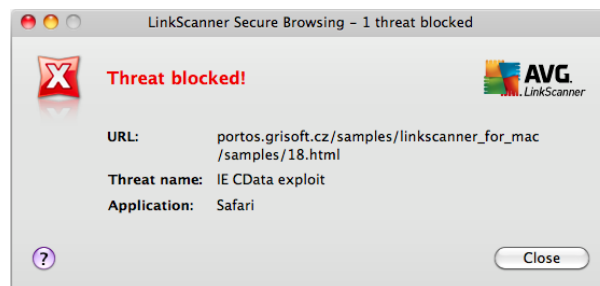 LinkScanner Secure Browsing – 1 threat blocked
Threat blocked!
AVG.
LinkScanner
URL: portos.grisoft.cz/samples/linkscanner_for_mac
/samples/18.html
Threat name: IE CData exploit
Application: Safari
?
Close